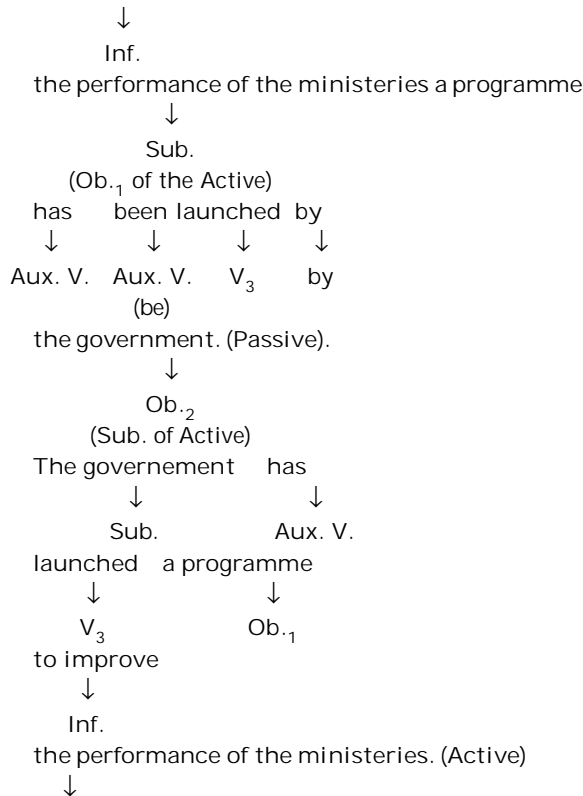 ↓
Inf.
the performance of the ministeries a programme
↓
Sub.
(Ob.₁ of the Active)
has been launched by
↓ ↓ ↓ ↓
Aux. V. Aux. V. V₃ by
(be)
the government. (Passive).
↓
Ob.₂
(Sub. of Active)
The governement has
↓ ↓
Sub. Aux. V.
launched a programme
↓ ↓
V₃ Ob.₁
to improve
↓
Inf.
the performance of the ministeries. (Active)
↓